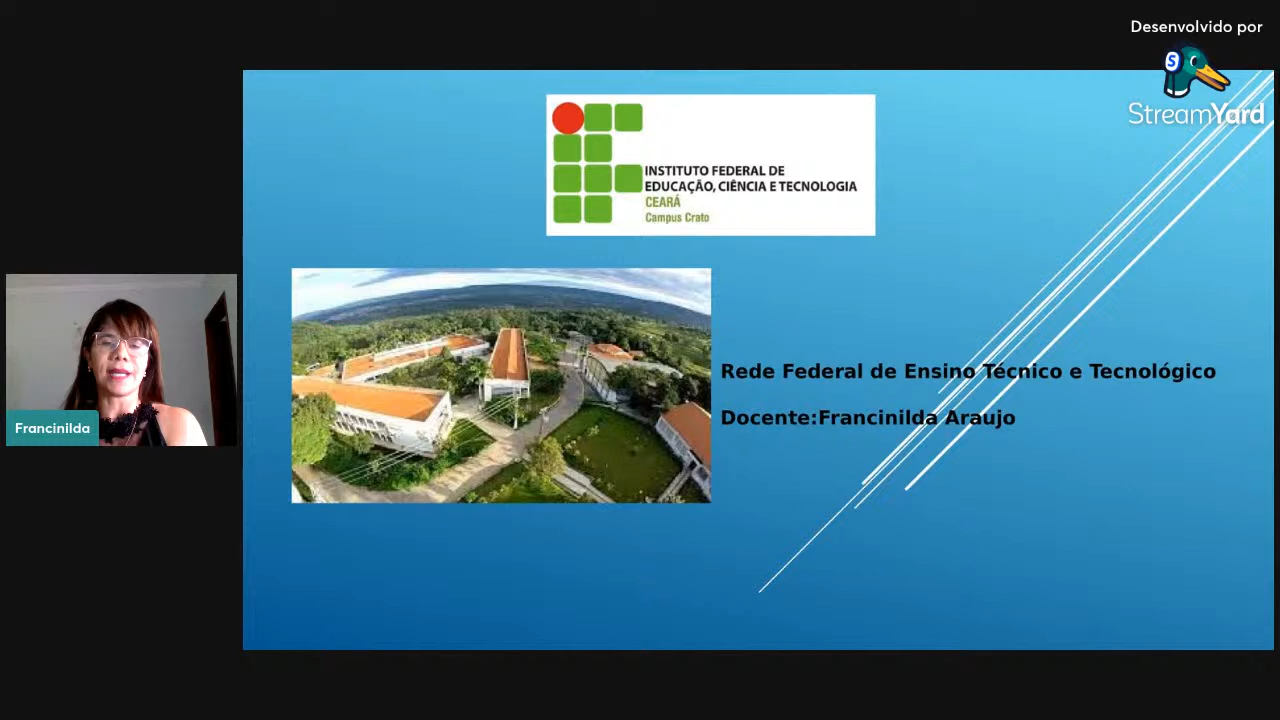 Desenvolvido por
StreamYard
INSTITUTO FEDERAL DE
EDUCAÇÃO, CIÊNCIA E TECNOLOGIA
CEARÁ
Campus Crato
Rede Federal de Ensino Técnico e Tecnológico
Docente:Francinilda Araujo
Francinilda